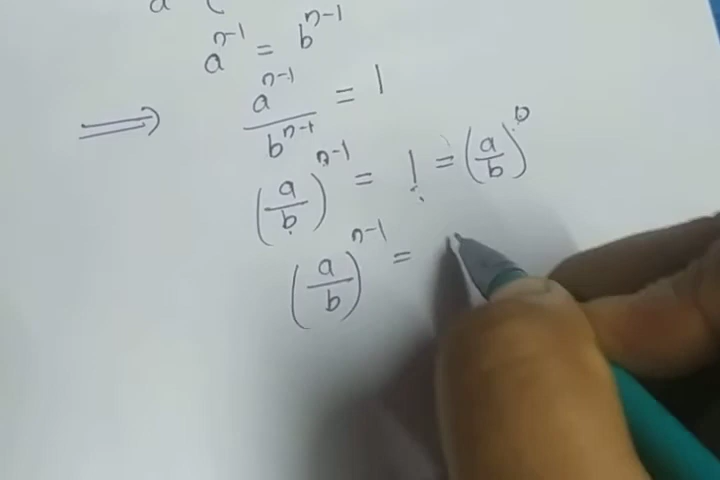 a (
a^{n-1} = b^{n-1}
⟹ a^{n-1}/b^{n-1} = 1
(a/b)^{n-1} = 1 = (a/b)^0
(a/b)^{n-1} =